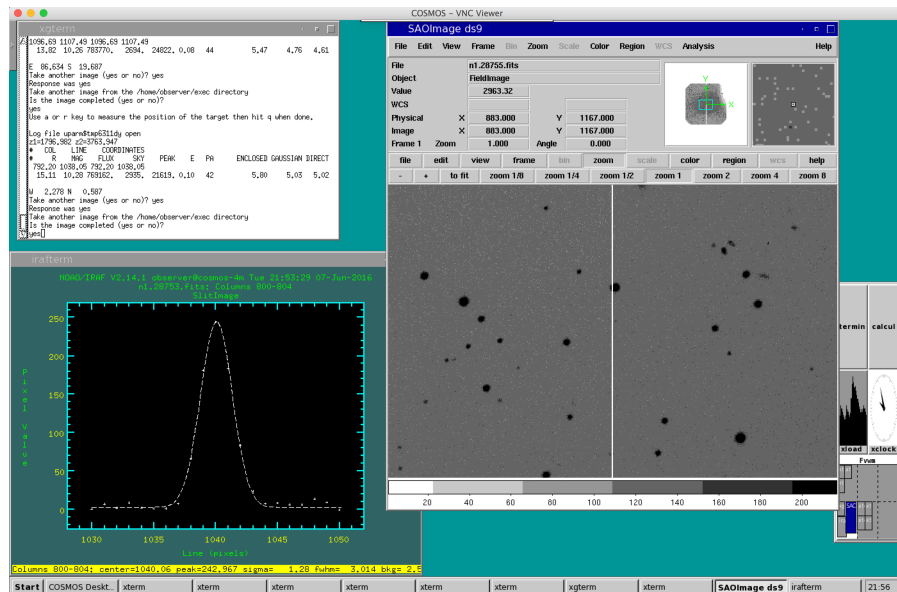 COSMOS – VNC Viewer
xgterm
1096.69 1107.49 1096.69 1107.49
13.82 10.26 783770. 2694. 24822. 0.08 44 5.47 4.76 4.61
E 86.634 S 19.687
Take another image (yes or no)? yes
Response was yes
Take another image from the /home/observer/exec directory
Is the image completed (yes or no)?
yes
Use a or r key to measure the position of the target then hit q when done.
Log file uparm$tmp6311dy open
z1=1796.982 z2=3763.947
# COL LINE COORDINATES
# R MAG FLUX SKY PEAK E PA ENCLOSED GAUSSIAN DIRECT
792.20 1038.05 792.20 1038.05
15.11 10.28 769162. 2935. 21619. 0.10 42 5.80 5.03 5.02
W 2.278 N 0.587
Take another image (yes or no)? yes
Response was yes
Take another image from the /home/observer/exec directory
Is the image completed (yes or no)?
yes
SAOImage ds9
File Edit View Frame Bin Zoom Scale Color Region WCS Analysis Help
File n1.28755.fits
Object FieldImage
Value 2963.32
WCS
Physical X 883.000 Y 1167.000
Image X 883.000 Y 1167.000
Frame 1 Zoom 1.000 Angle 0.000
Y
X
file edit view frame bin zoom scale color region wcs help
- + to fit zoom 1/8 zoom 1/4 zoom 1/2 zoom 1 zoom 2 zoom 4 zoom 8
20 40 60 80 100 120 140 160 180 200
irafterm
NOAO/IRAF V2.14.1 observer@cosmos-4m Tue 21:53:29 07-Jun-2016
n1.28753.fits: Columns 800-804
SlitImage
250
200
150
100
50
0
Pixel Value
1030 1035 1040 1045 1050
Line (pixels)
Columns 800-804: center=1040.06 peak=242.967 sigma= 1.28 fwhm= 3.014 bkg= 2.5
termin calcul
xload xclock
Fvwm
SAC
Start COSMOS Deskt.. xterm xterm xterm xterm xterm xterm xgterm xterm SAOImage ds9 irafterm 21:56